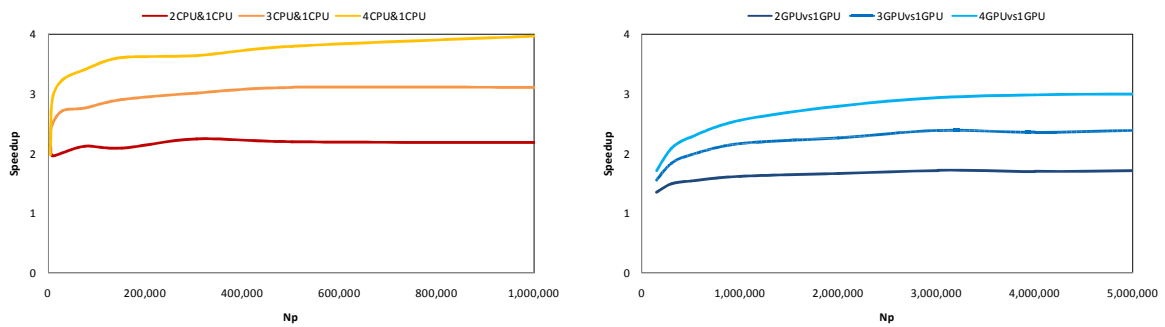 2CPU&1CPU 3CPU&1CPU 4CPU&1CPU
4
3
2
1
0
Speedup
0 200,000 400,000 600,000 800,000 1,000,000
Np
2GPUvs1GPU 3GPUvs1GPU 4GPUvs1GPU
4
3
2
1
0
Speedup
0 1,000,000 2,000,000 3,000,000 4,000,000 5,000,000
Np